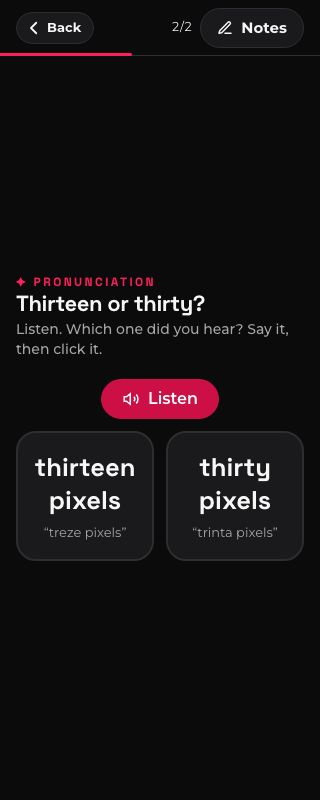 Back
2/2
Notes
PRONUNCIATION
Thirteen or thirty?
Listen. Which one did you hear? Say it,
then click it.
Listen
thirteen
pixels
“treze pixels”
thirty
pixels
“trinta pixels”